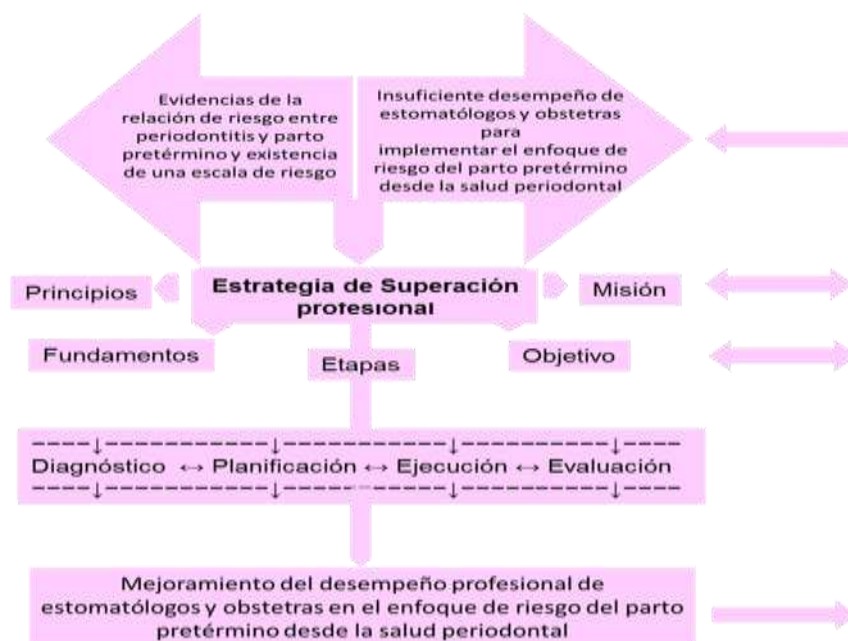 Evidencias de la
relación de riesgo entre
periodontitis y parto
pretérmino y existencia
de una escala de riesgo
Insuficiente desempeño de
estomatólogos y obstetras
para
implementar el enfoque de
riesgo del parto pretérmino
desde la salud periodontal
Estrategia de Superación
profesional
Principios
Misión
Fundamentos
Etapas
Objetivo
----↓-----------↓------------↓-----------↓----
Diagnóstico ↔ Planificación ↔ Ejecución ↔ Evaluación
----↓-----------↓------------↓-----------↓----
Mejoramiento del desempeño profesional de
estomatólogos y obstetras en el enfoque de riesgo del parto
pretérmino desde la salud periodontal